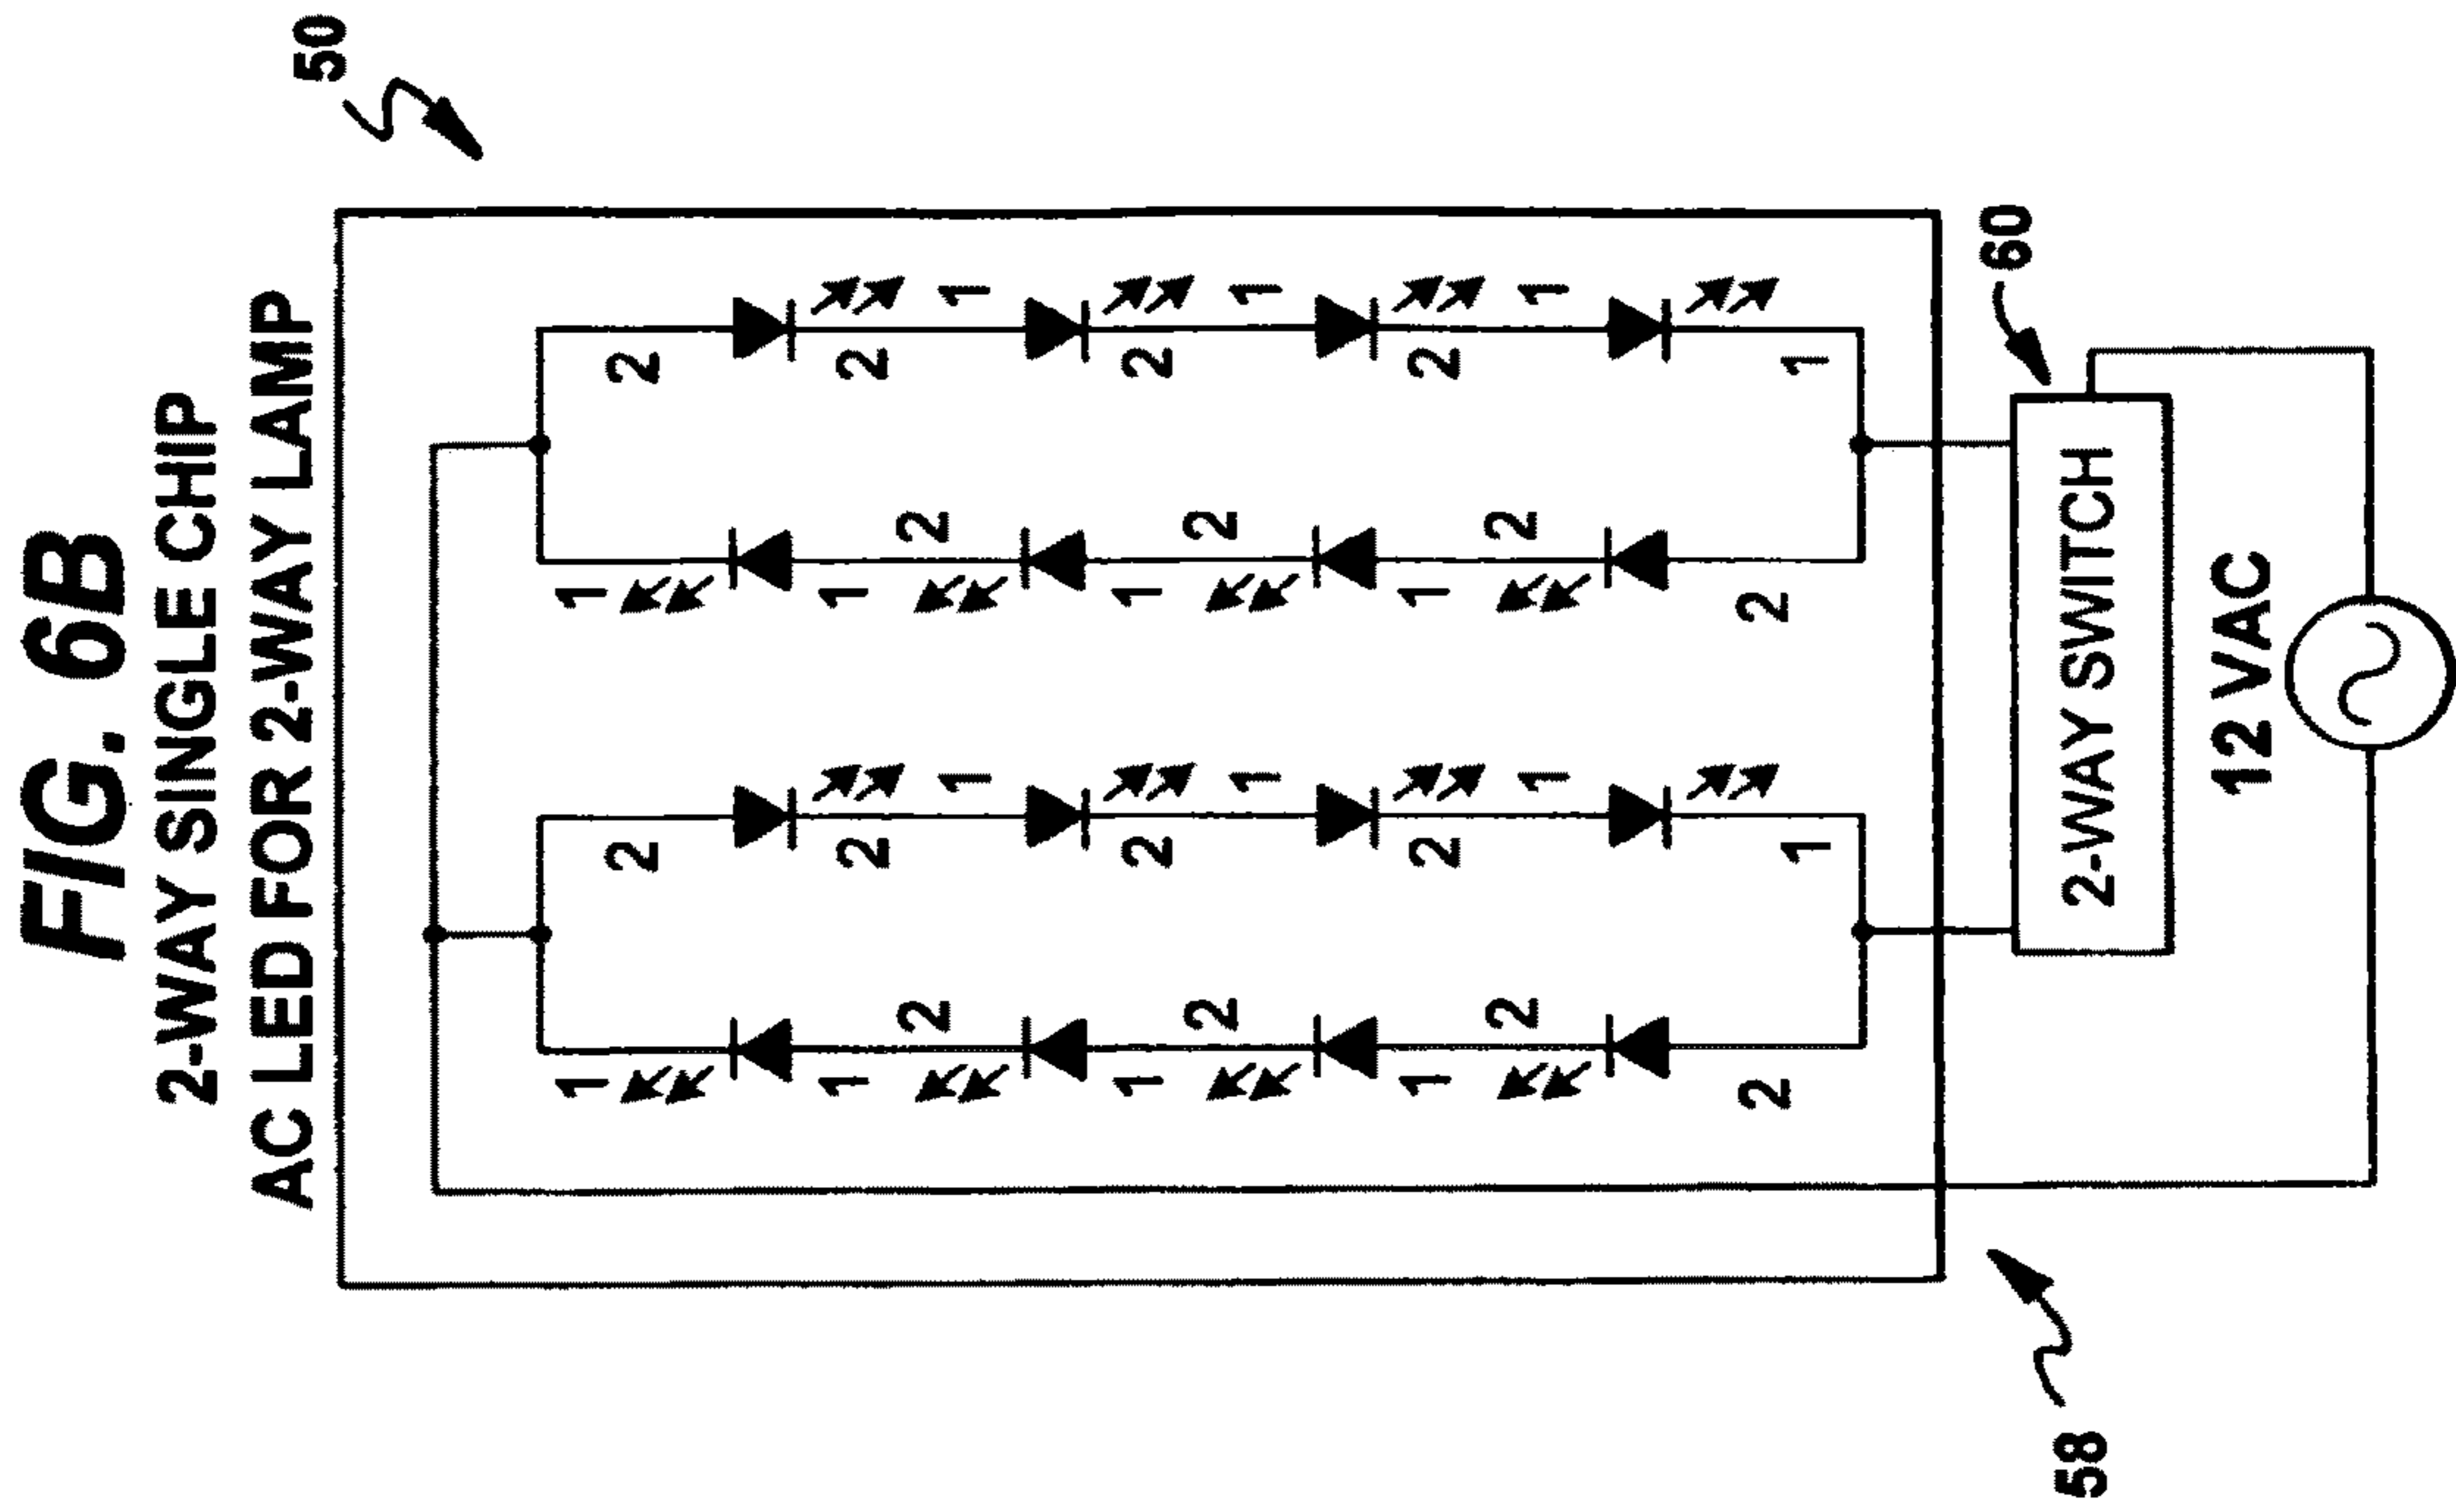 FIG. 6B
2-WAY SINGLE CHIP
AC LED FOR 2-WAY LAMP
50
1 2 1 2
1 2 1 2
2 1 2 1
1 2 1 2
2 1 2 1
1 2 1 2
2 1 2 1
2 1 2 1
60
58
2-WAY SWITCH
12 VAC